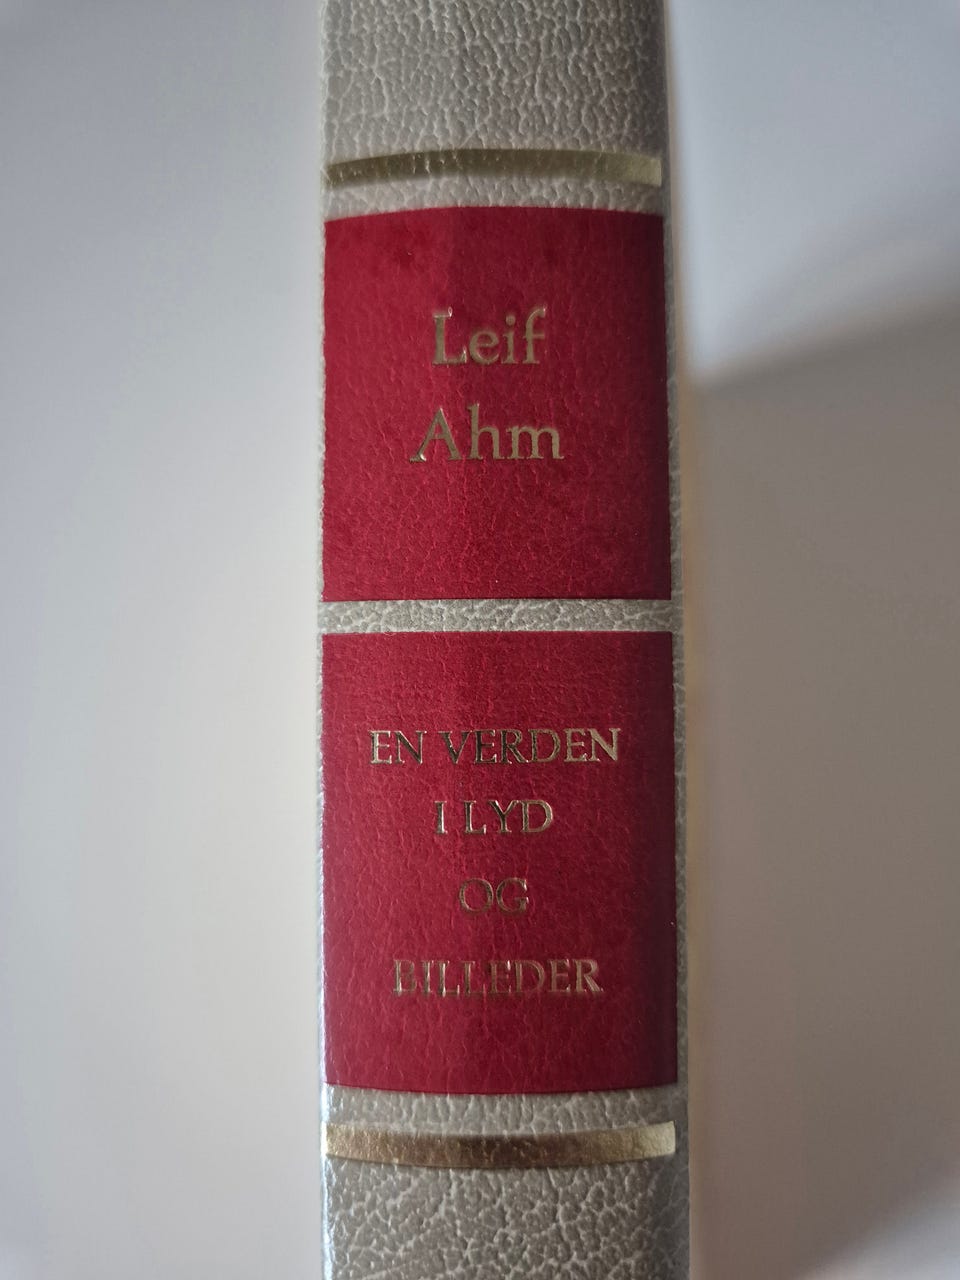 Leif
Ahm
EN VERDEN
I LYD
OG
BILLEDER